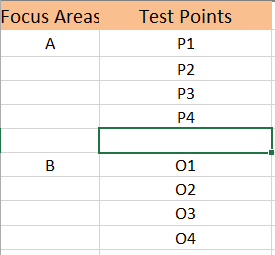 Focus Areas Test Points
A P1
P2
P3
P4
B O1
O2
O3
O4